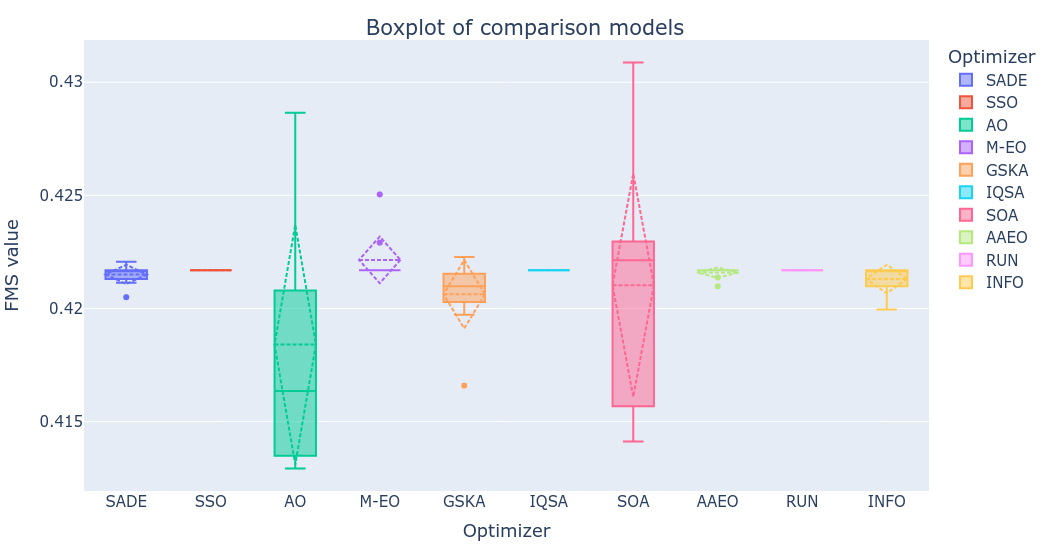 Boxplot of comparison models
FMS value
0.43
0.425
0.42
0.415
SADE SSO AO M-EO GSKA IQSA SOA AAEO RUN INFO
Optimizer
Optimizer
SADE
SSO
AO
M-EO
GSKA
IQSA
SOA
AAEO
RUN
INFO